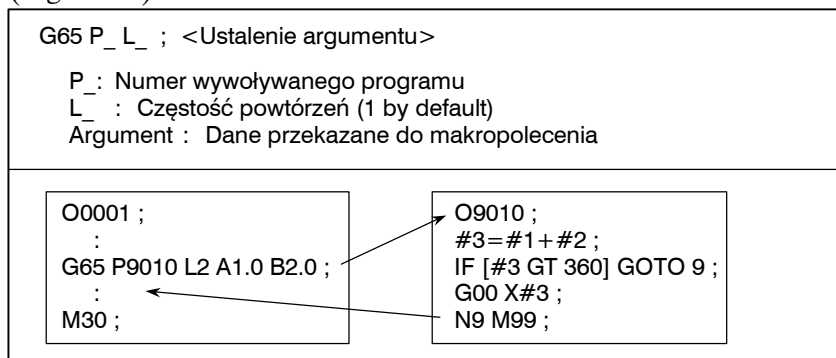 G65 P_ L_ ; <Ustalenie argumentu>
P_: Numer wywoływanego programu
L_ : Częstość powtórzeń (1 by default)
Argument : Dane przekazane do makropolecenia
O0001 ;
:
G65 P9010 L2 A1.0 B2.0 ;
:
M30 ;
O9010 ;
#3=#1+#2 ;
IF [#3 GT 360] GOTO 9 ;
G00 X#3 ;
N9 M99 ;